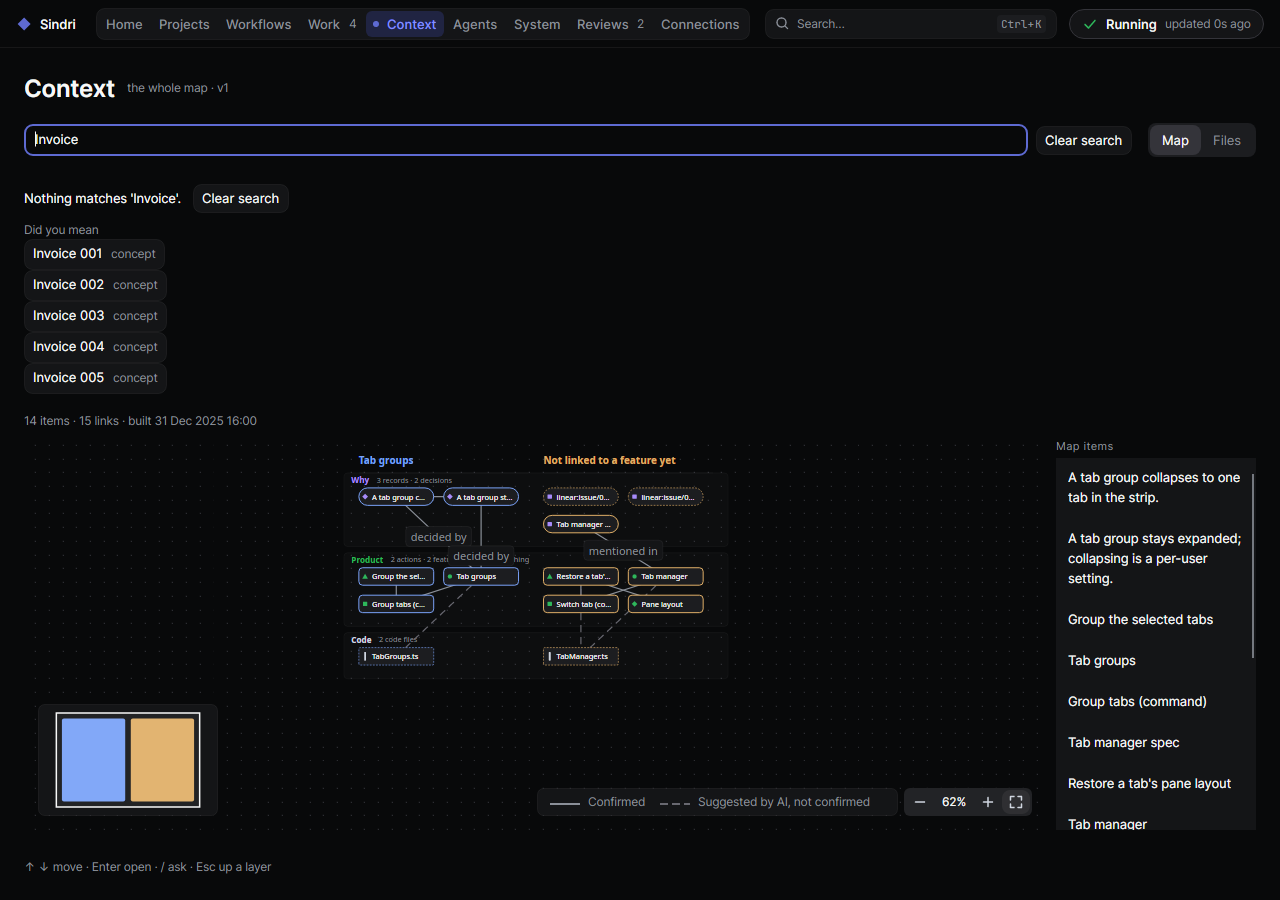 Sindri Home Projects Workflows Work 4 Context Agents System Reviews 2 Connections Search... Ctrl+K Running updated 0s ago
Context the whole map · v1
Invoice Clear search Map Files
Nothing matches 'Invoice'. Clear search
Did you mean
Invoice 001 concept
Invoice 002 concept
Invoice 003 concept
Invoice 004 concept
Invoice 005 concept
14 items · 15 links · built 31 Dec 2025 16:00
Tab groups Not linked to a feature yet
Why 3 records · 2 decisions
A tab group c... A tab group st... linear:issue/0... linear:issue/0...
Tab manager ...
decided by
decided by mentioned in
Product 2 actions · 2 feat hing
Group the sel... Tab groups Restore a tab'... Tab manager
Group tabs (c... Switch tab (co... Pane layout
Code 2 code files
TabGroups.ts TabManager.ts
Confirmed Suggested by AI, not confirmed 62%
Map items
A tab group collapses to one
tab in the strip.
A tab group stays expanded;
collapsing is a per-user
setting.
Group the selected tabs
Tab groups
Group tabs (command)
Tab manager spec
Restore a tab's pane layout
Tab manager
↑ ↓ move · Enter open · / ask · Esc up a layer